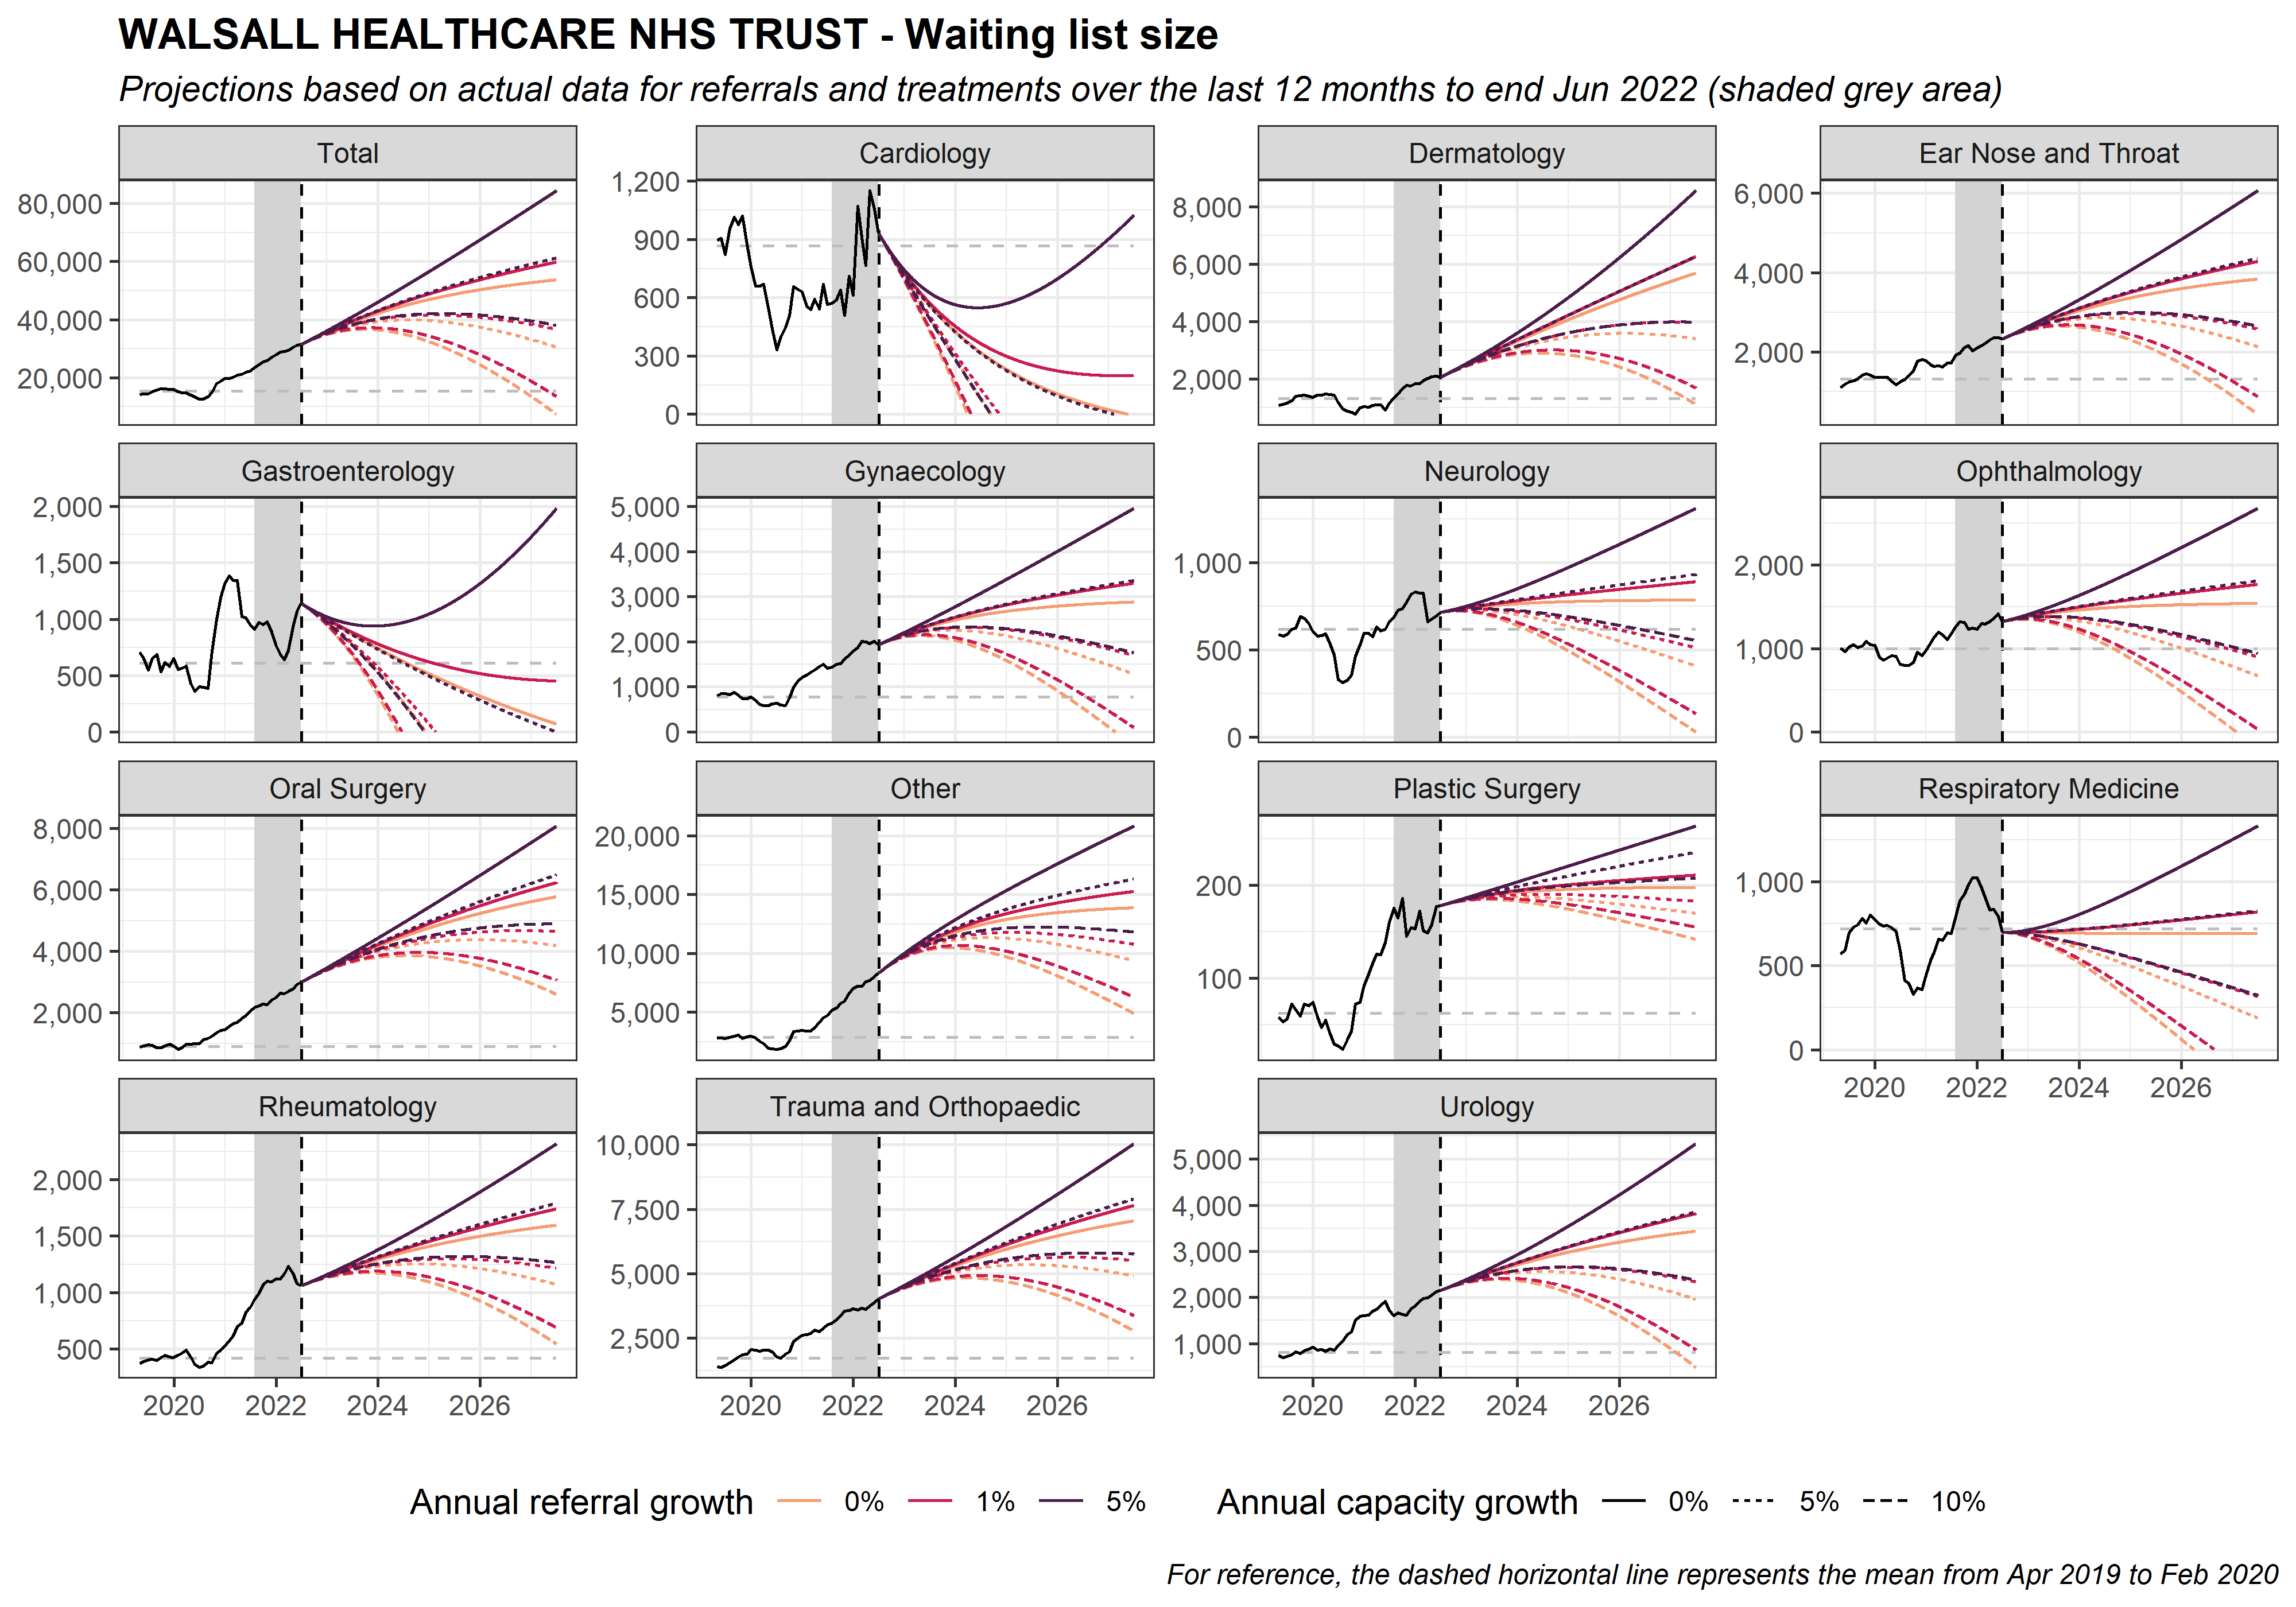 WALSALL HEALTHCARE NHS TRUST - Waiting list size
Projections based on actual data for referrals and treatments over the last 12 months to end Jun 2022 (shaded grey area)
Total
80,000
60,000
40,000
20,000
Cardiology
1,200
900
600
300
0
Dermatology
8,000
6,000
4,000
2,000
Ear Nose and Throat
6,000
4,000
2,000
Gastroenterology
2,000
1,500
1,000
500
0
Gynaecology
5,000
4,000
3,000
2,000
1,000
0
Neurology
1,000
500
0
Ophthalmology
2,000
1,000
0
Oral Surgery
8,000
6,000
4,000
2,000
Other
20,000
15,000
10,000
5,000
Plastic Surgery
200
100
Respiratory Medicine
1,000
500
0
2020 2022 2024 2026
Rheumatology
2,000
1,500
1,000
500
2020 2022 2024 2026
Trauma and Orthopaedic
10,000
7,500
5,000
2,500
2020 2022 2024 2026
Urology
5,000
4,000
3,000
2,000
1,000
2020 2022 2024 2026
Annual referral growth 0% 1% 5% Annual capacity growth 0% 5% 10%
For reference, the dashed horizontal line represents the mean from Apr 2019 to Feb 2020